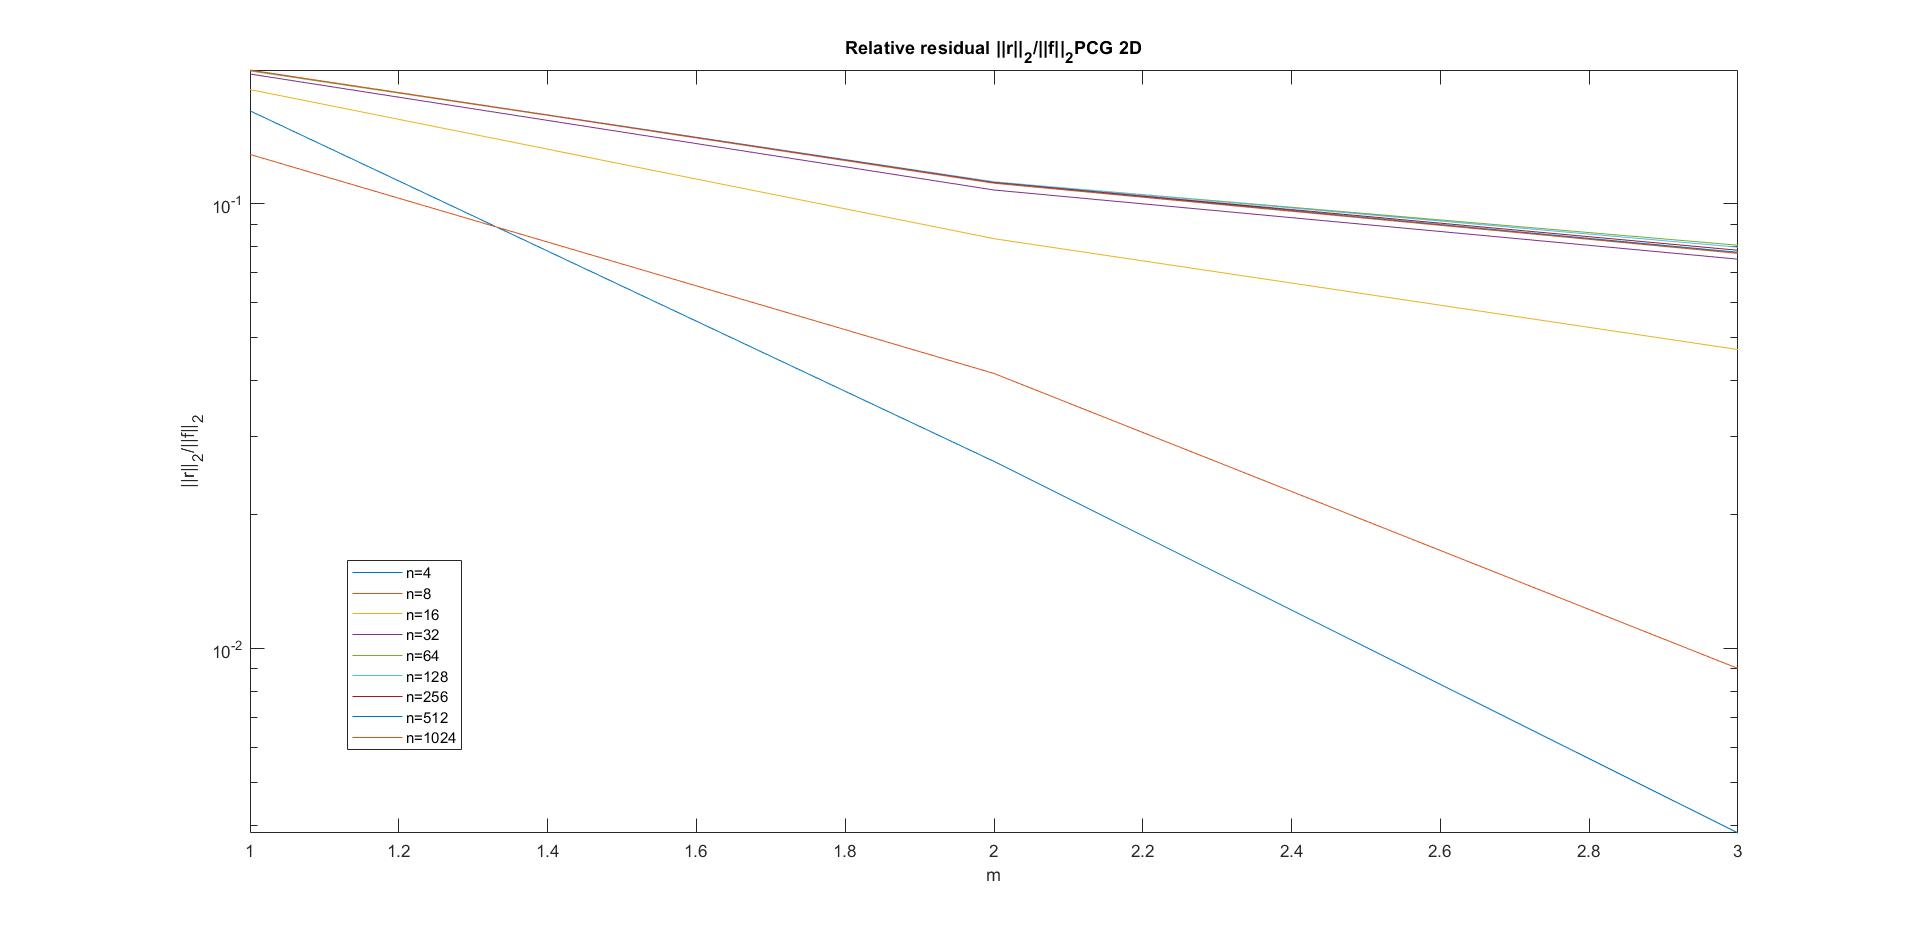 Relative residual ||r||₂/||f||₂PCG 2D
||r||₂/||f||₂
10⁻¹
10⁻²
n=4
n=8
n=16
n=32
n=64
n=128
n=256
n=512
n=1024
1 1.2 1.4 1.6 1.8 2 2.2 2.4 2.6 2.8 3
m